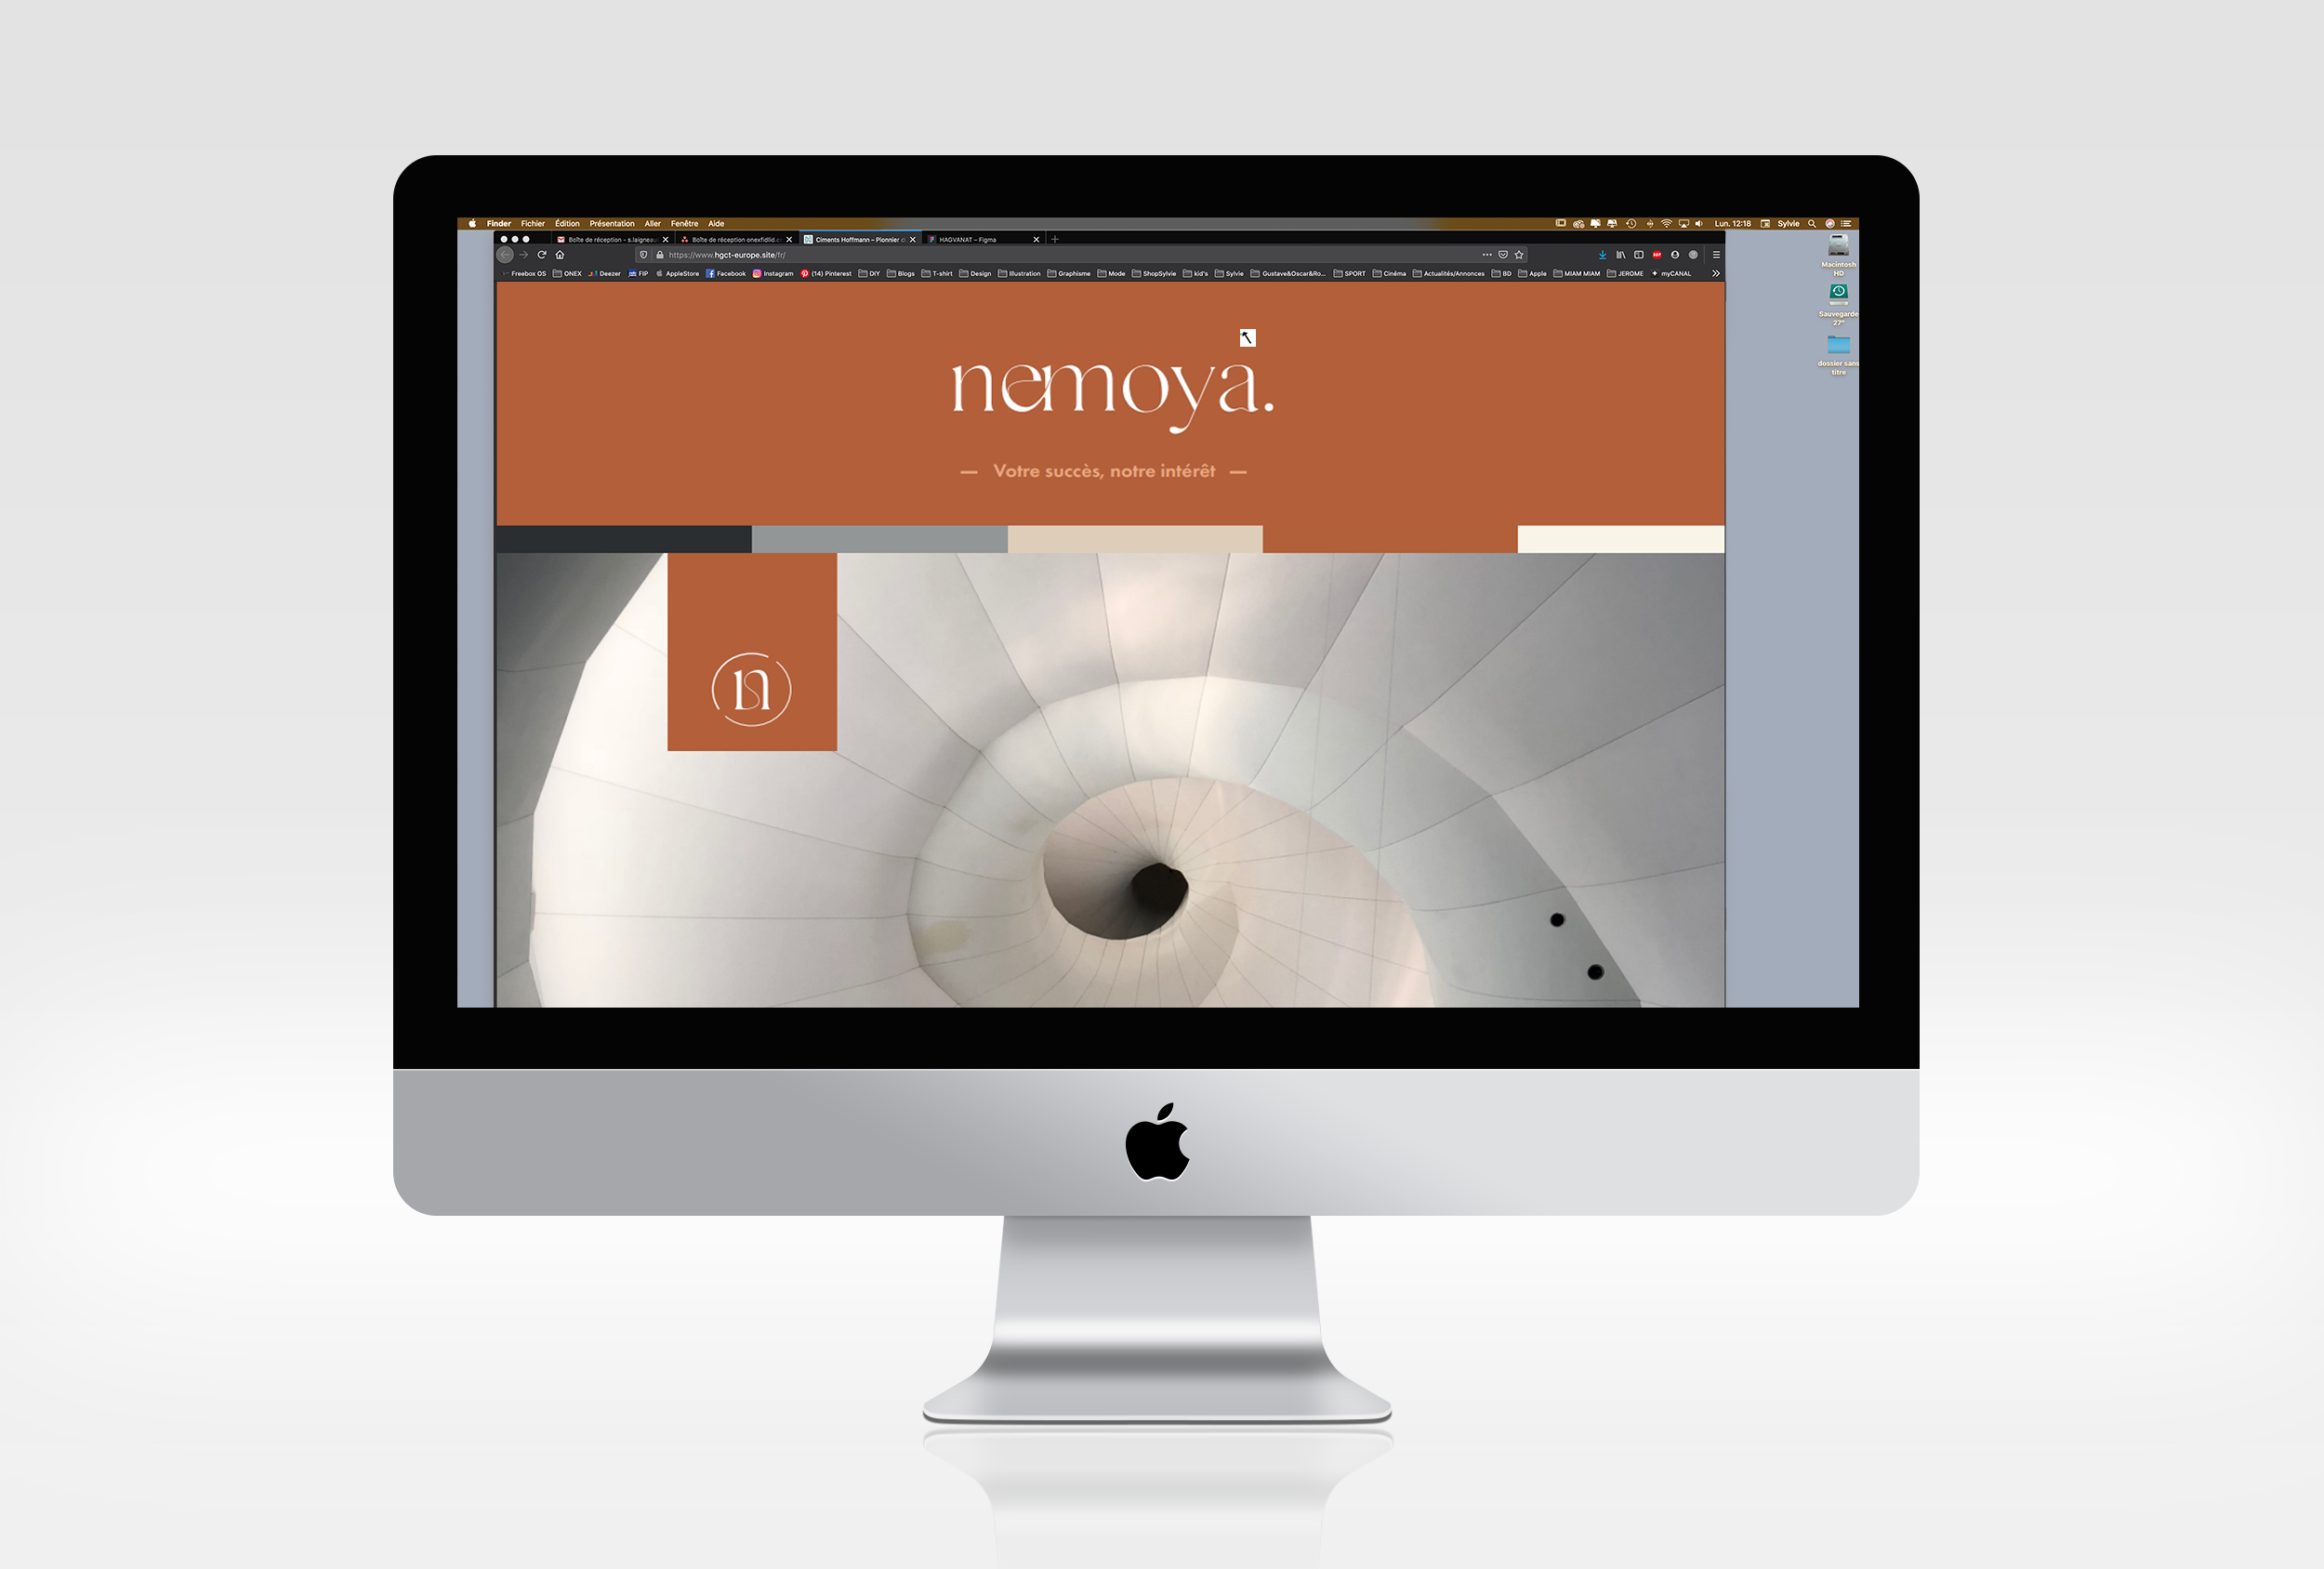 Finder Fichier Édition Présentation Aller Fenêtre Aide Lun. 12:18 Sylvie
Boîte de réception - s.laigneau Boîte de réception onexfidlid.c Ciments Hoffmann – Pionnier d HAGVANAT – Figma
https://www.hgct-europe.site/fr/
Freebox OS ONEX Deezer FIP AppleStore Facebook Instagram (14) Pinterest DIY Blogs T-shirt Design Illustration Graphisme Mode ShopSylvie kid's Sylvie Gustave&Oscar&Ro... SPORT Cinéma Actualités/Annonces BD Apple MIAM MIAM JEROME myCANAL
Macintosh
HD
Sauvegarde
27"
dossier sans
titre
nemoya.
— Votre succès, notre intérêt —
n